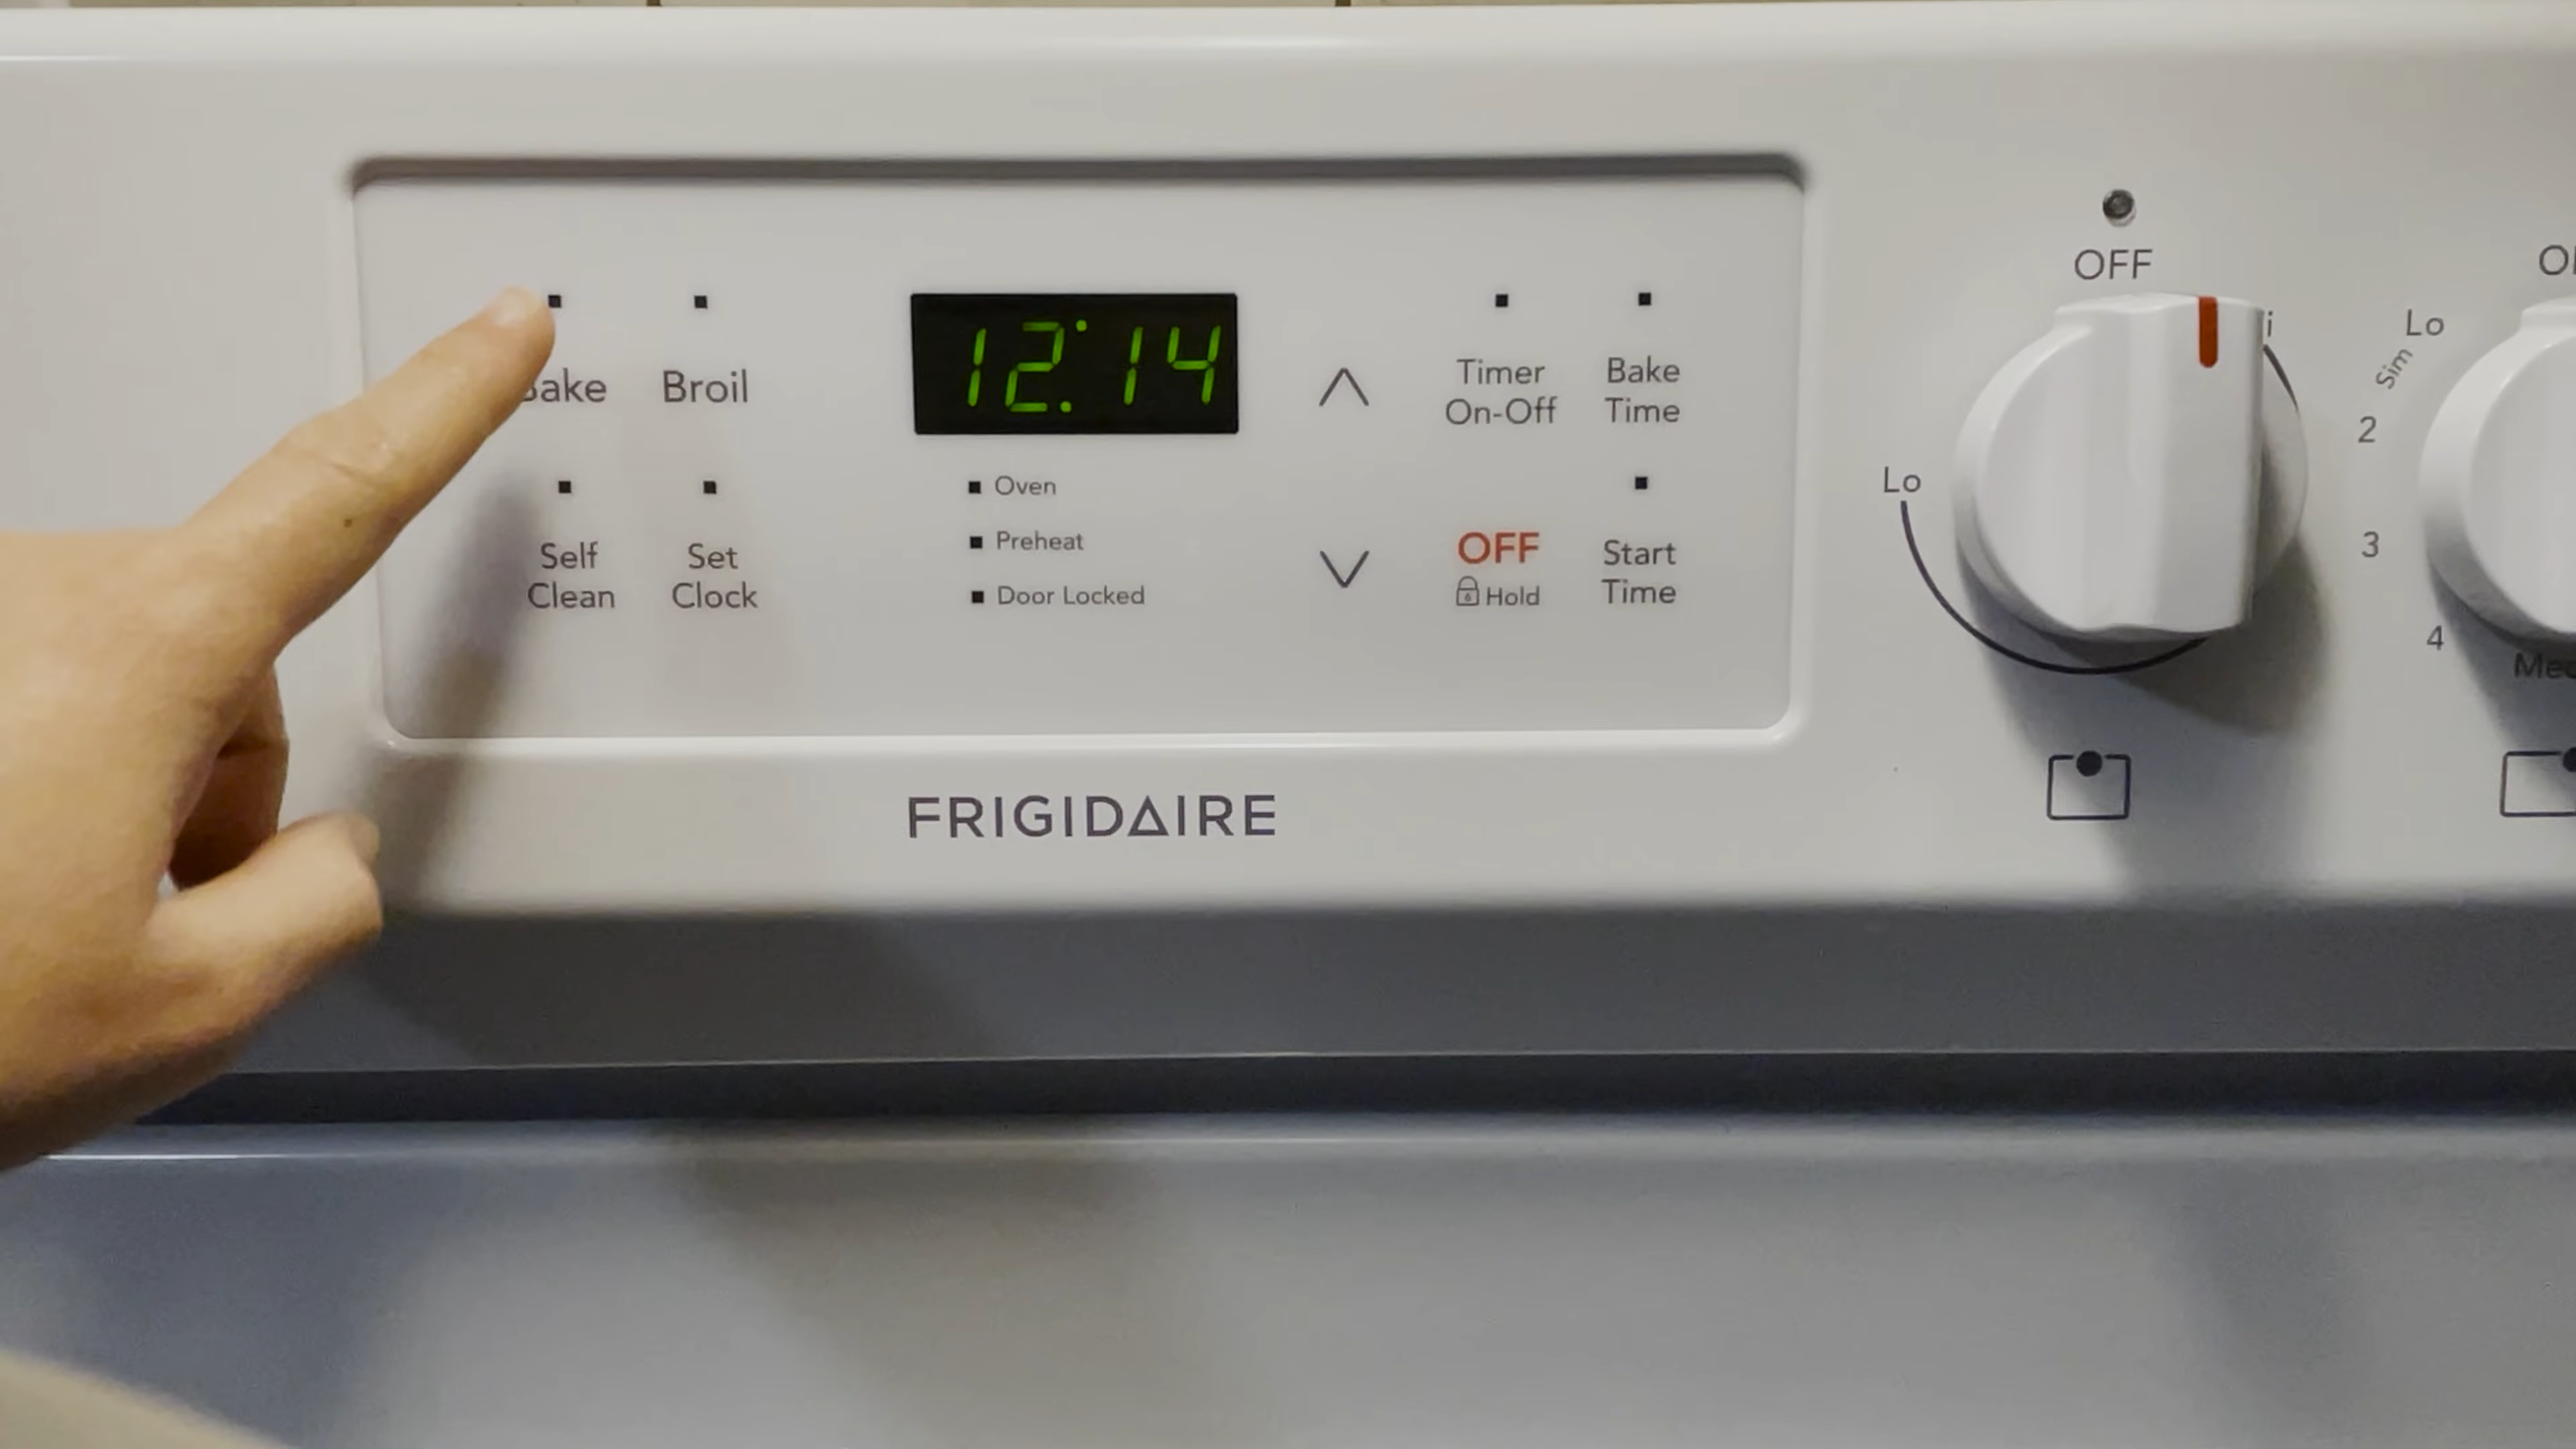 Bake
Broil
12:14
Timer
On-Off
Bake
Time
Self
Clean
Set
Clock
Oven
Preheat
Door Locked
OFF
Hold
Start
Time
FRIGIDAIRE
OFF
Lo
Lo
Sim
2
3
4